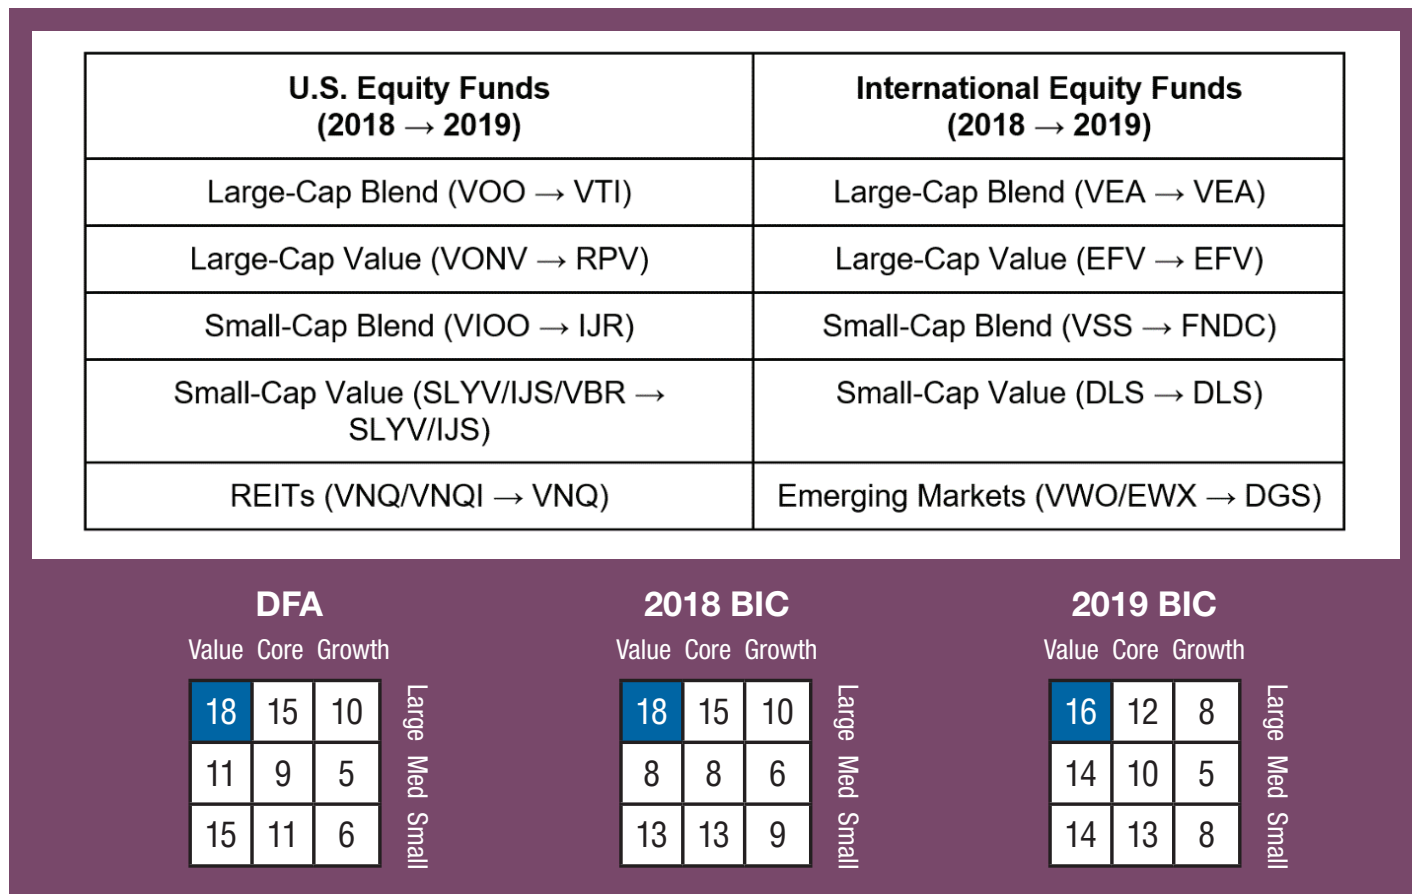 U.S. Equity Funds
(2018 → 2019)
International Equity Funds
(2018 → 2019)
Large-Cap Blend (VOO → VTI)
Large-Cap Blend (VEA → VEA)
Large-Cap Value (VONV → RPV)
Large-Cap Value (EFV → EFV)
Small-Cap Blend (VIOO → IJR)
Small-Cap Blend (VSS → FNDC)
Small-Cap Value (SLYV/IJS/VBR →
SLYV/IJS)
Small-Cap Value (DLS → DLS)
REITs (VNQ/VNQI → VNQ)
Emerging Markets (VWO/EWX → DGS)
DFA
Value Core Growth
18 15 10
11 9 5
15 11 6
Large Med Small
2018 BIC
Value Core Growth
18 15 10
8 8 6
13 13 9
Large Med Small
2019 BIC
Value Core Growth
16 12 8
14 10 5
14 13 8
Large Med Small